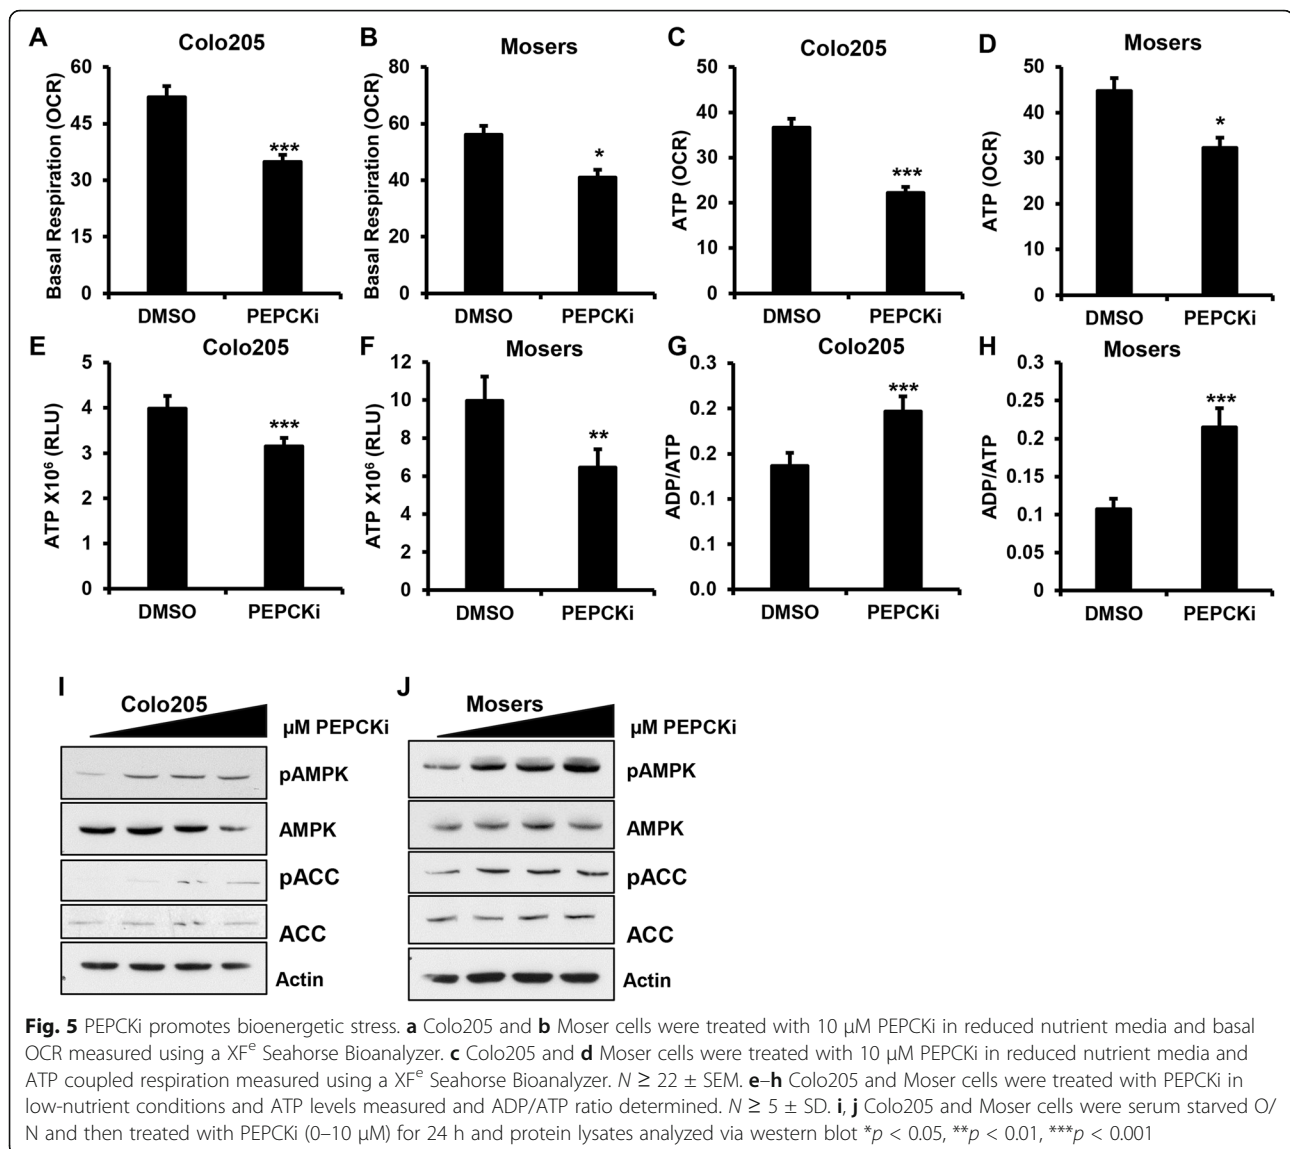 A
Colo205
Basal Respiration (OCR)
60
45
30
15
0
***
DMSO PEPCKi
B
Mosers
Basal Respiration (OCR)
80
60
40
20
0
*
DMSO PEPCKi
C
Colo205
ATP (OCR)
50
40
30
20
10
0
***
DMSO PEPCKi
D
Mosers
ATP (OCR)
50
40
30
20
10
0
*
DMSO PEPCKi
E
Colo205
ATP X10⁶ (RLU)
5
4
3
2
1
0
***
DMSO PEPCKi
F
Mosers
ATP X10⁶ (RLU)
12
10
8
6
4
2
0
**
DMSO PEPCKi
G
Colo205
ADP/ATP
0.3
0.2
0.2
0.1
0.1
0.0
***
DMSO PEPCKi
H
Mosers
ADP/ATP
0.3
0.25
0.2
0.15
0.1
0.05
0
***
DMSO PEPCKi
I
Colo205
µM PEPCKi
pAMPK
AMPK
pACC
ACC
Actin
J
Mosers
µM PEPCKi
pAMPK
AMPK
pACC
ACC
Actin
Fig. 5 PEPCKi promotes bioenergetic stress. a Colo205 and b Moser cells were treated with 10 μM PEPCKi in reduced nutrient media and basal
OCR measured using a XFᵉ Seahorse Bioanalyzer. c Colo205 and d Moser cells were treated with 10 μM PEPCKi in reduced nutrient media and
ATP coupled respiration measured using a XFᵉ Seahorse Bioanalyzer. N ≥ 22 ± SEM. e–h Colo205 and Moser cells were treated with PEPCKi in
low-nutrient conditions and ATP levels measured and ADP/ATP ratio determined. N ≥ 5 ± SD. i, j Colo205 and Moser cells were serum starved O/
N and then treated with PEPCKi (0–10 μM) for 24 h and protein lysates analyzed via western blot *p < 0.05, **p < 0.01, ***p < 0.001